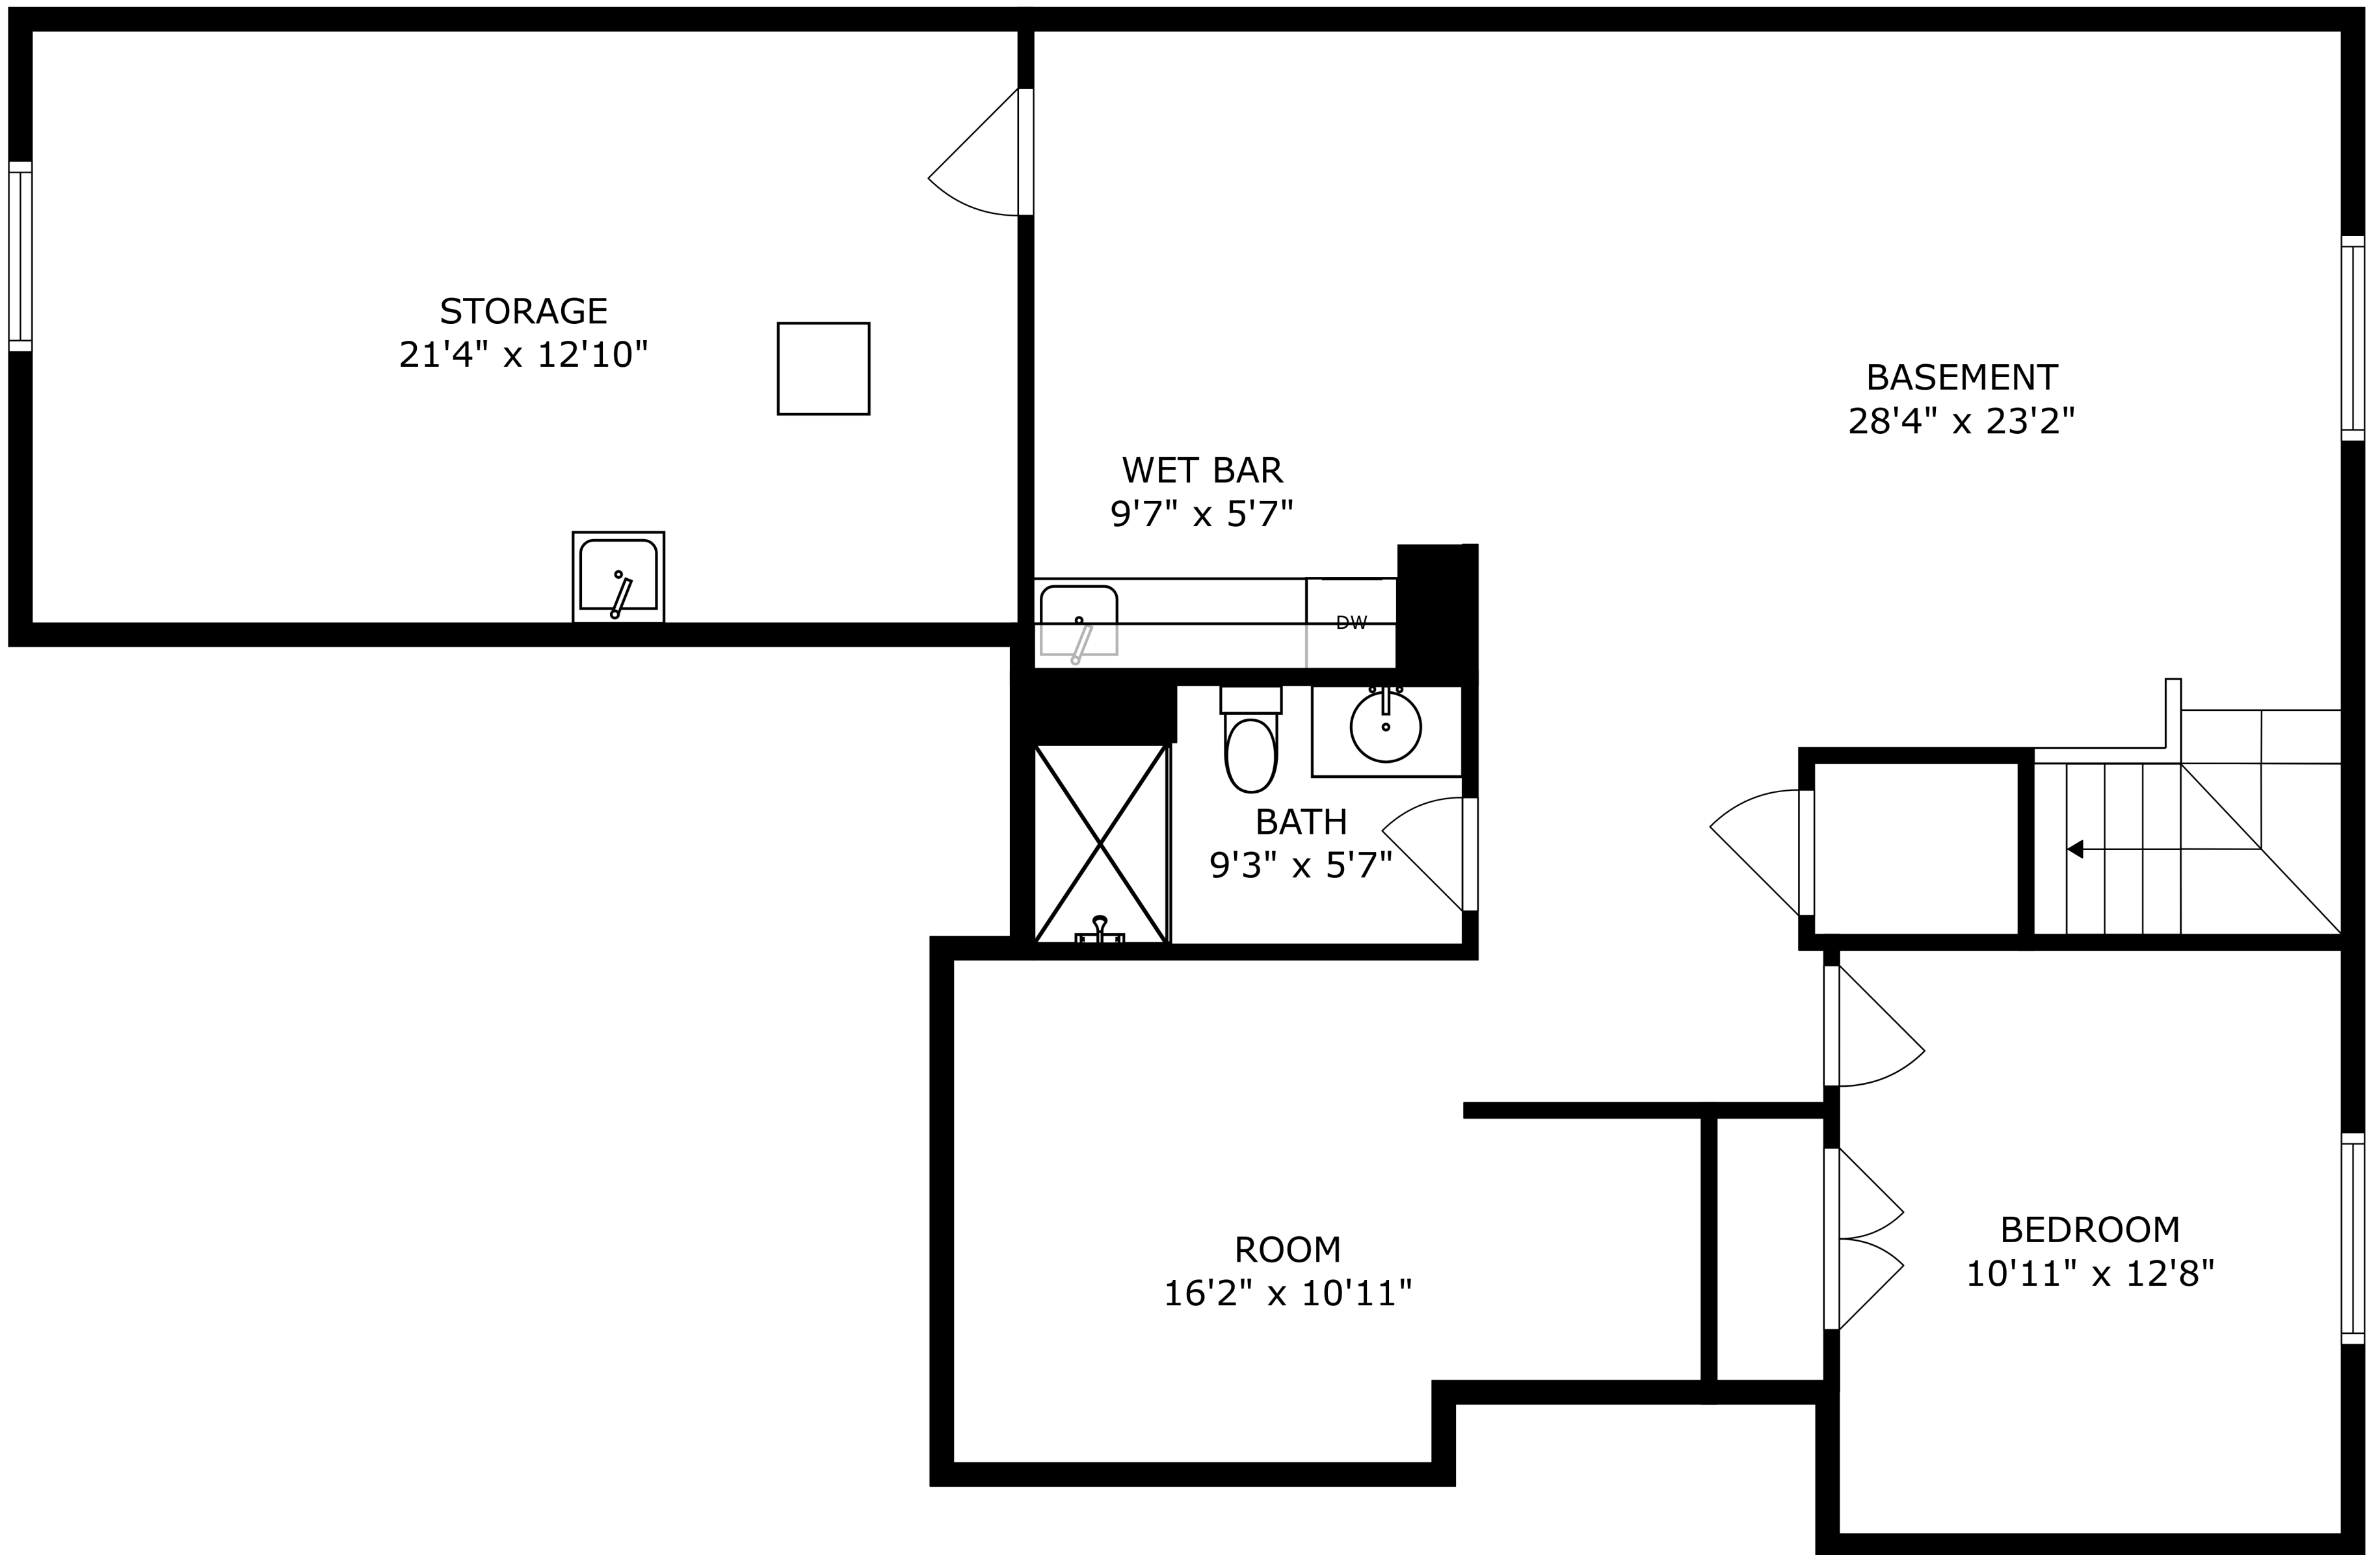 STORAGE
21'4" x 12'10"
BASEMENT
28'4" x 23'2"
WET BAR
9'7" x 5'7"
DW
BATH
9'3" x 5'7"
ROOM
16'2" x 10'11"
BEDROOM
10'11" x 12'8"